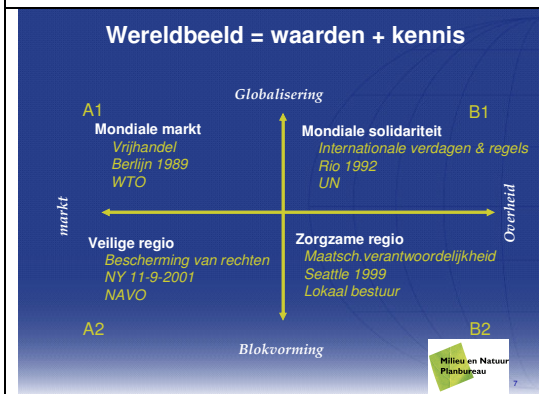 Wereldbeeld = waarden + kennis
Globalisering
A1
Mondiale markt
Vrijhandel
Berlijn 1989
WTO
B1
Mondiale solidariteit
Internationale verdagen & regels
Rio 1992
UN
markt
Overheid
Veilige regio
Bescherming van rechten
NY 11-9-2001
NAVO
A2
Zorgzame regio
Maatsch.verantwoordelijkheid
Seattle 1999
Lokaal bestuur
B2
Blokvorming
Milieu en Natuur
Planbureau
7